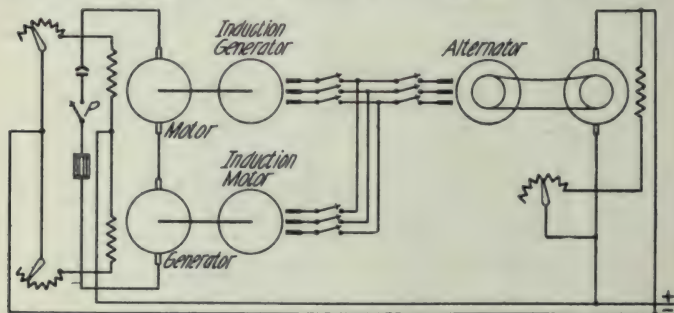 Induction
Generator
Alternator
P
Motor
Induction
Motor
Generator
+
=